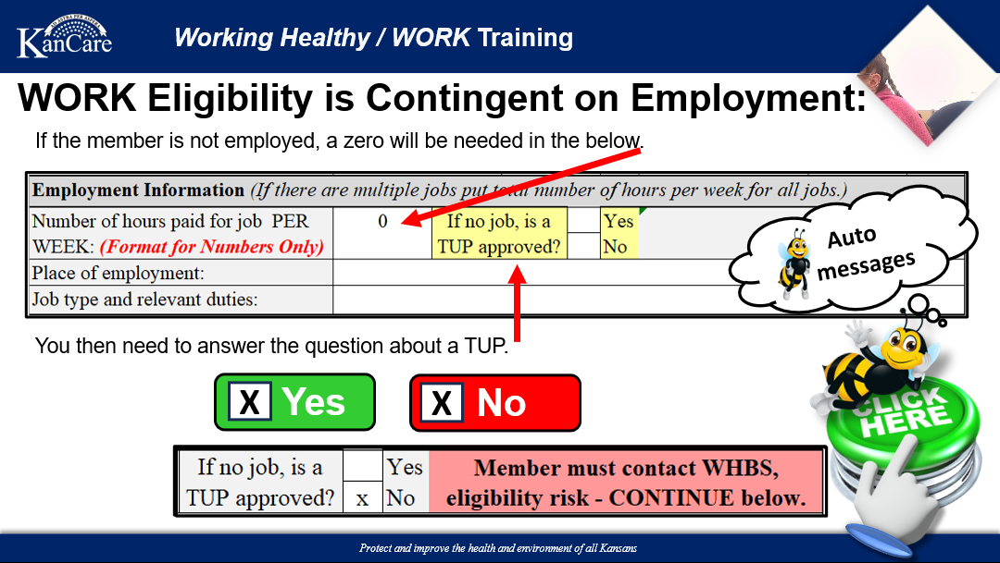 AD ASTRA PER ASPERA
KanCare
Working Healthy / WORK Training
WORK Eligibility is Contingent on Employment:
If the member is not employed, a zero will be needed in the below.
Employment Information (If there are multiple jobs put total number of hours per week for all jobs.)
Number of hours paid for job PER
WEEK: (Format for Numbers Only)
0
If no job, is a
TUP approved?
Yes
No
Place of employment:
Job type and relevant duties:
Auto
messages
You then need to answer the question about a TUP.
X Yes
X No
CLICK
HERE
If no job, is a
TUP approved?
Yes
x No
Member must contact WHBS,
eligibility risk - CONTINUE below.
Protect and improve the health and environment of all Kansans